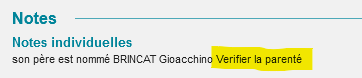 Notes
Notes individuelles
son père est nommé BRINCAT Gioacchino Verifier la parenté